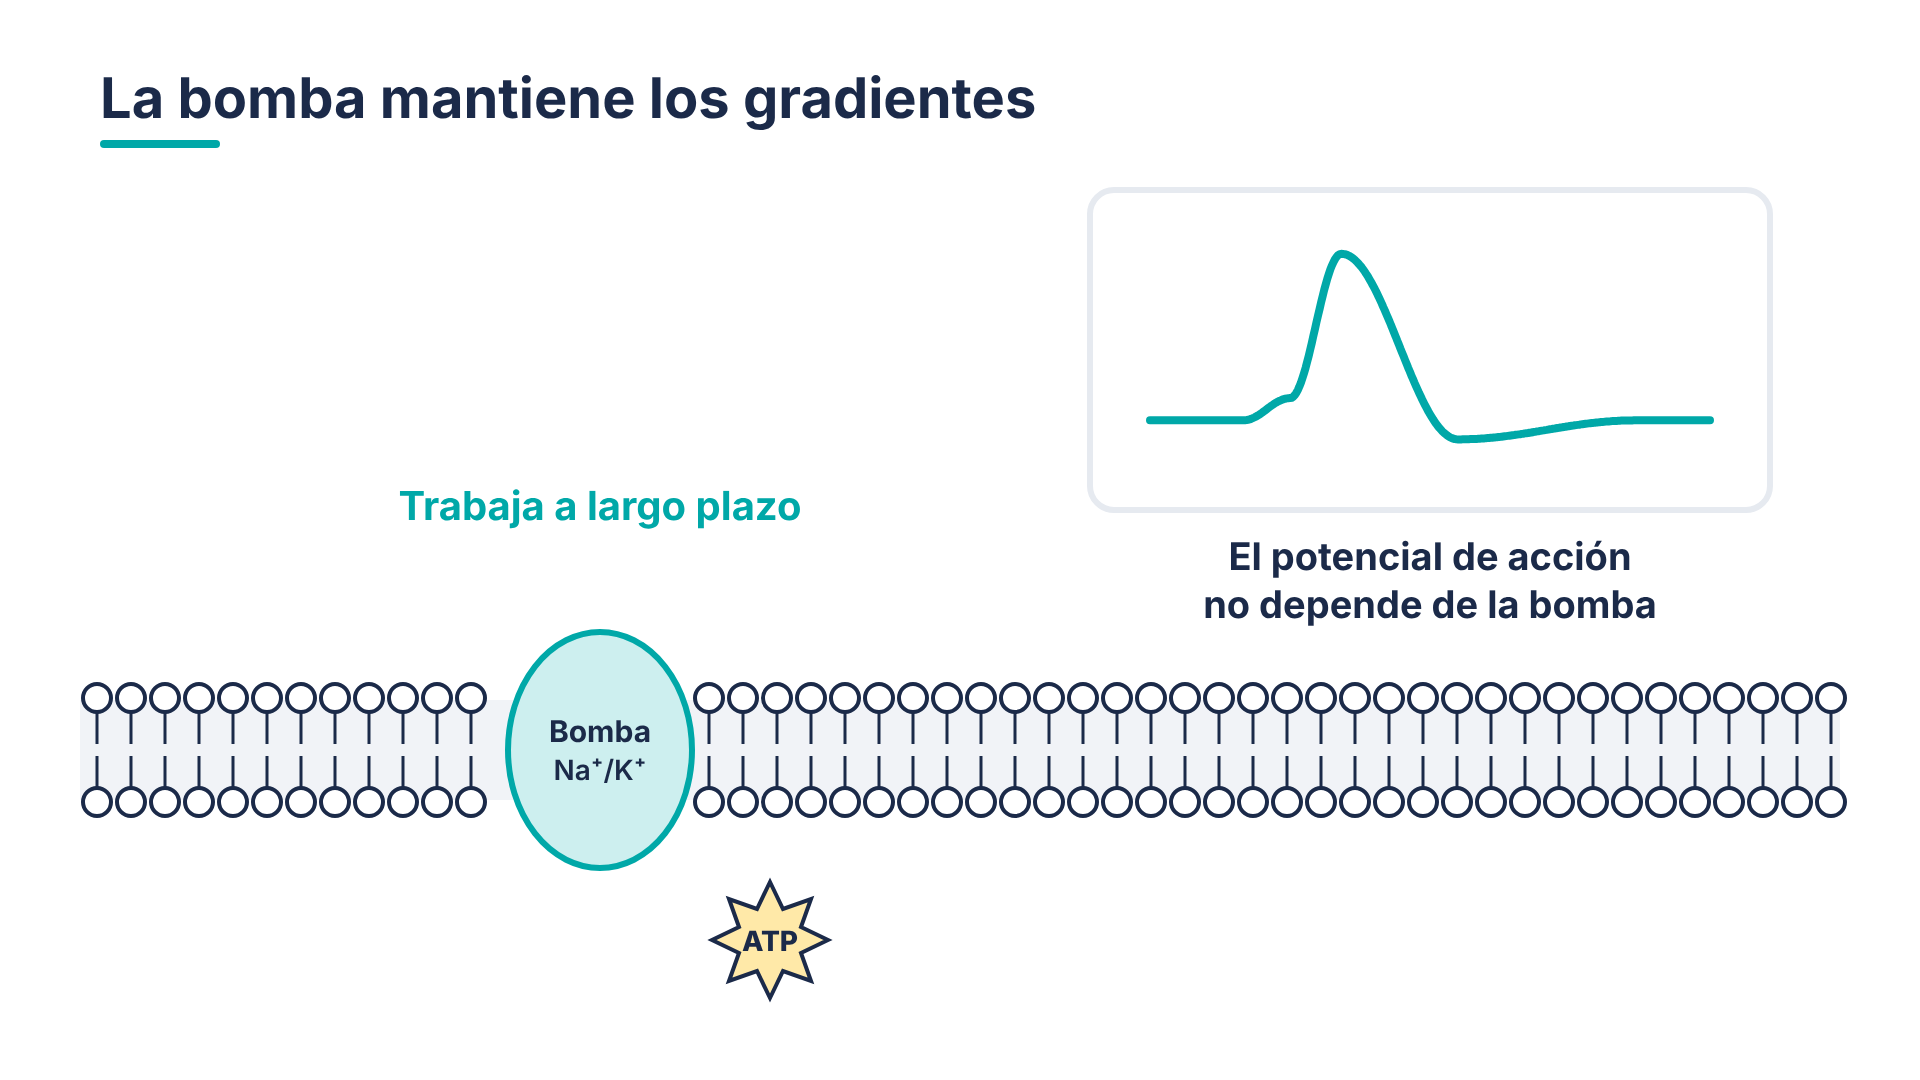 La bomba mantiene los gradientes
Trabaja a largo plazo
El potencial de acción
no depende de la bomba
Bomba
Na⁺/K⁺
ATP